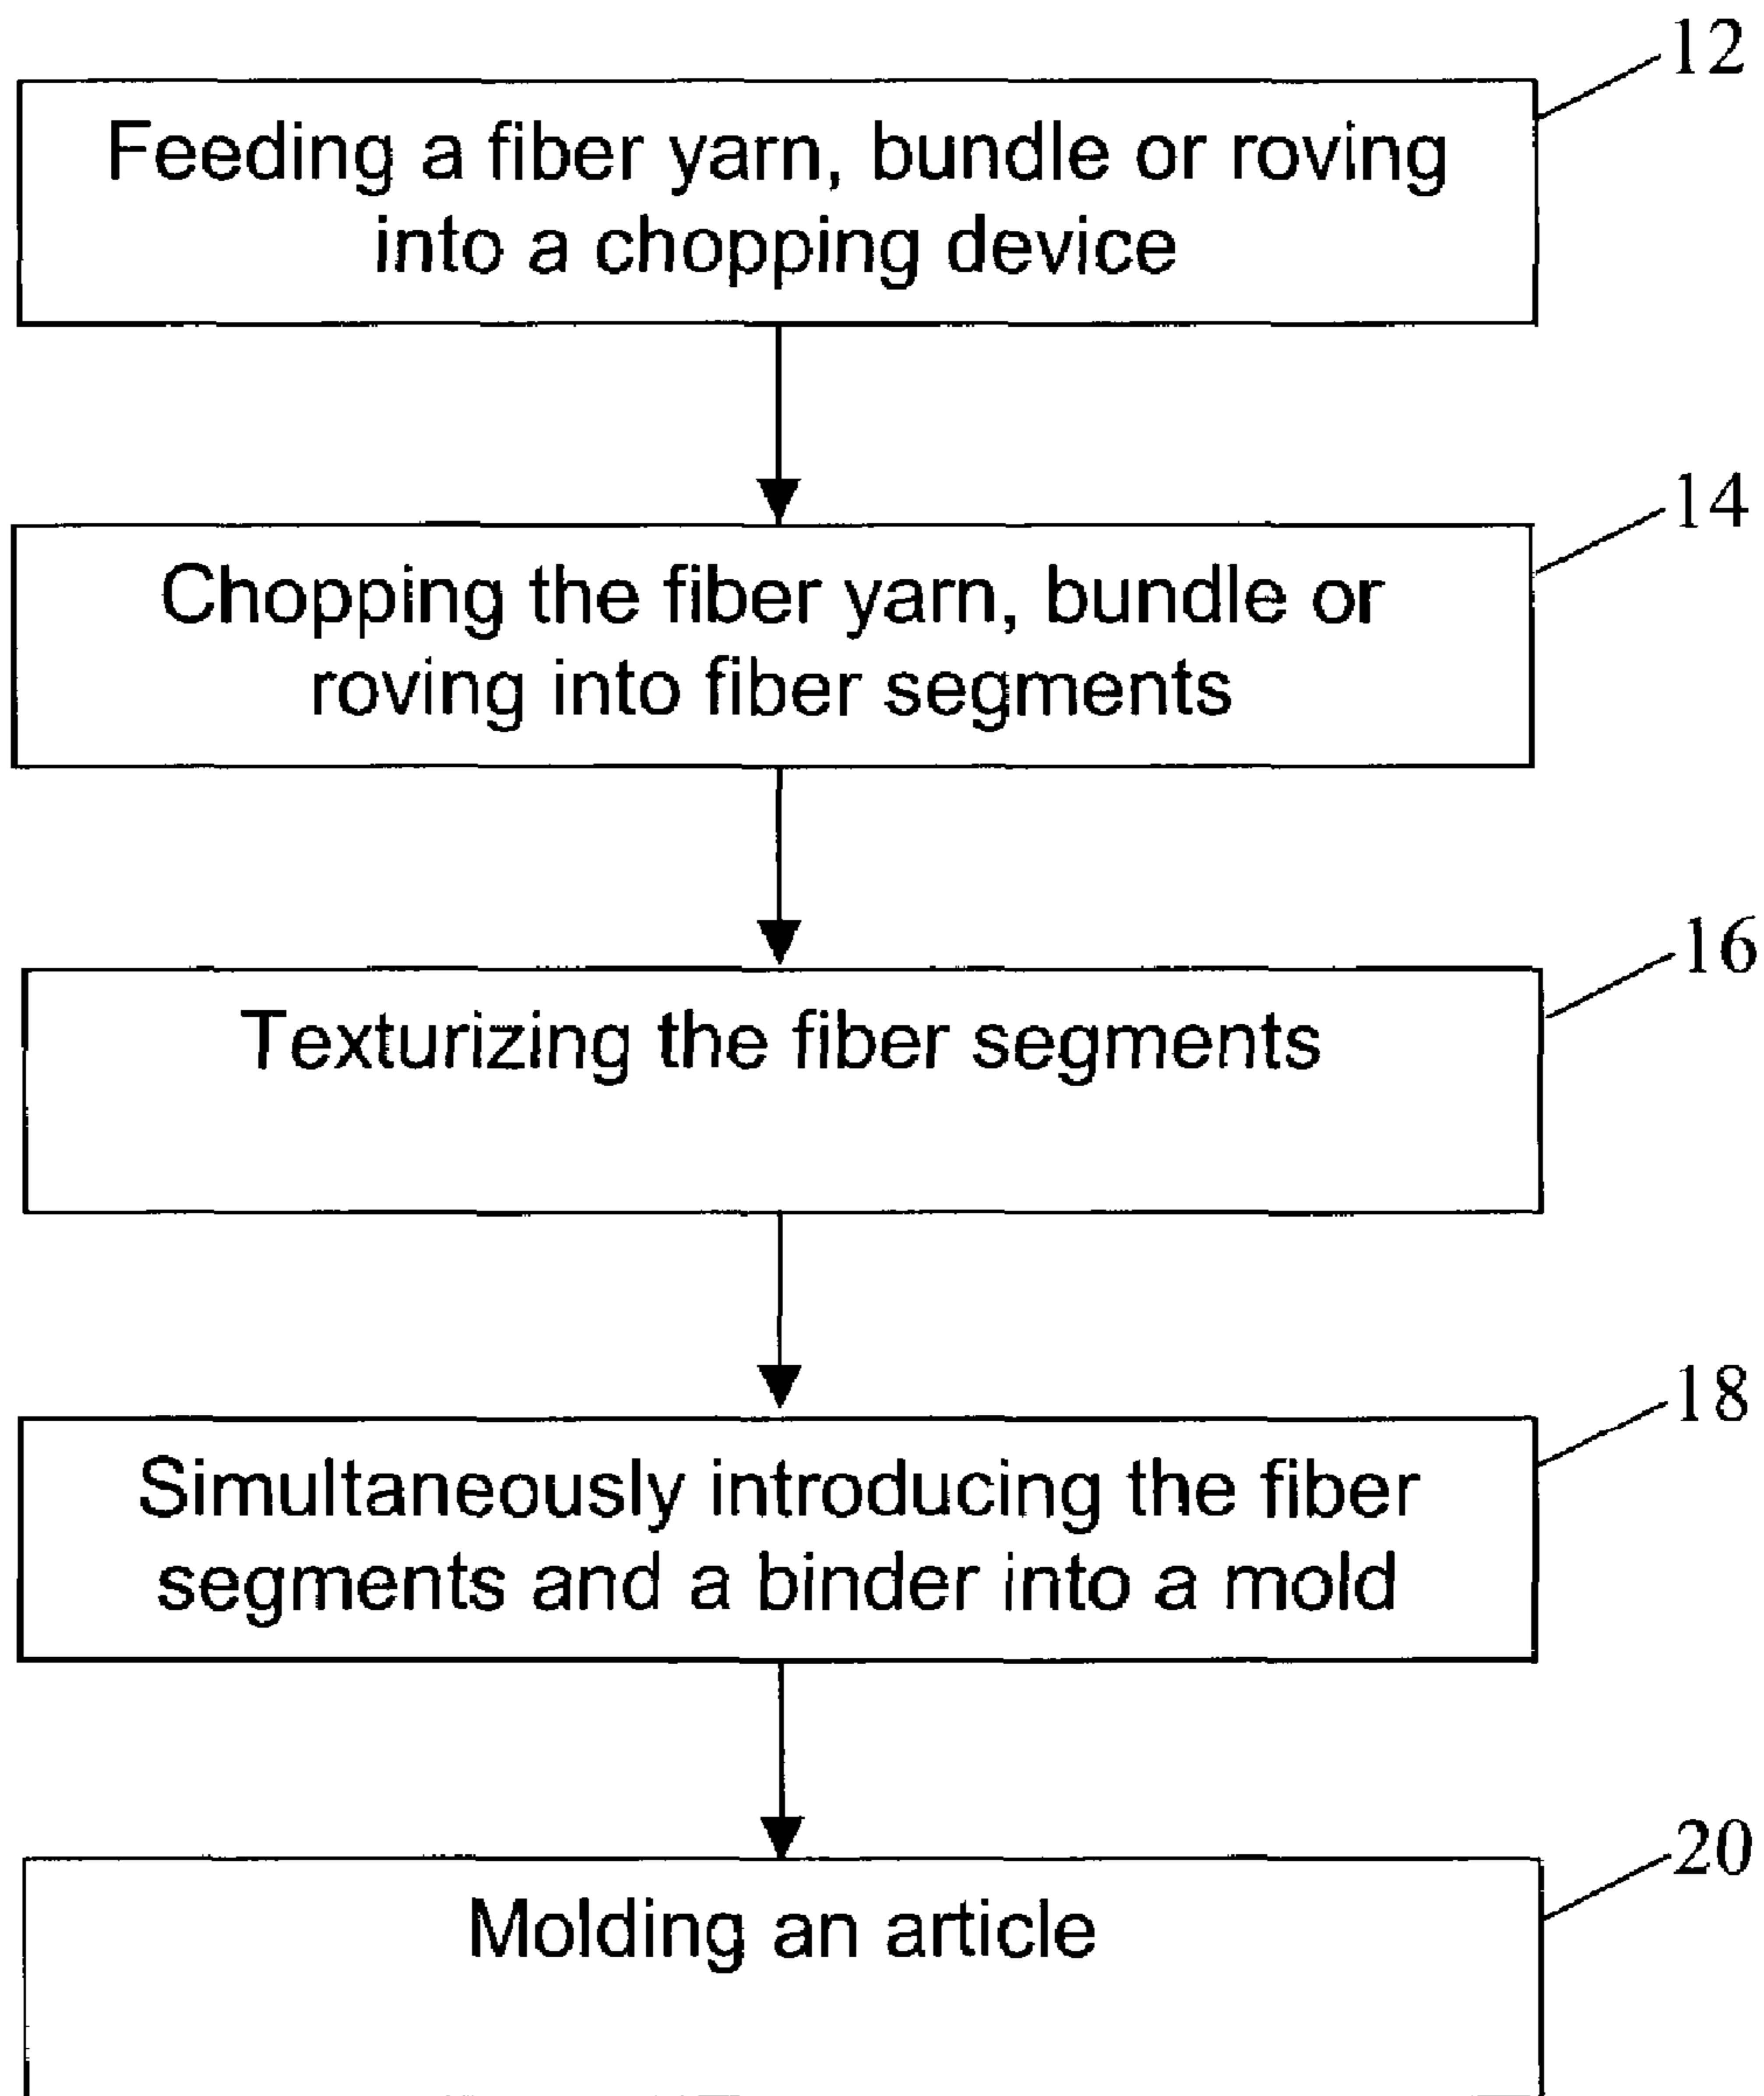 12
Feeding a fiber yarn, bundle or roving
into a chopping device
14
Chopping the fiber yarn, bundle or
roving into fiber segments
16
Texturizing the fiber segments
18
Simultaneously introducing the fiber
segments and a binder into a mold
20
Molding an article